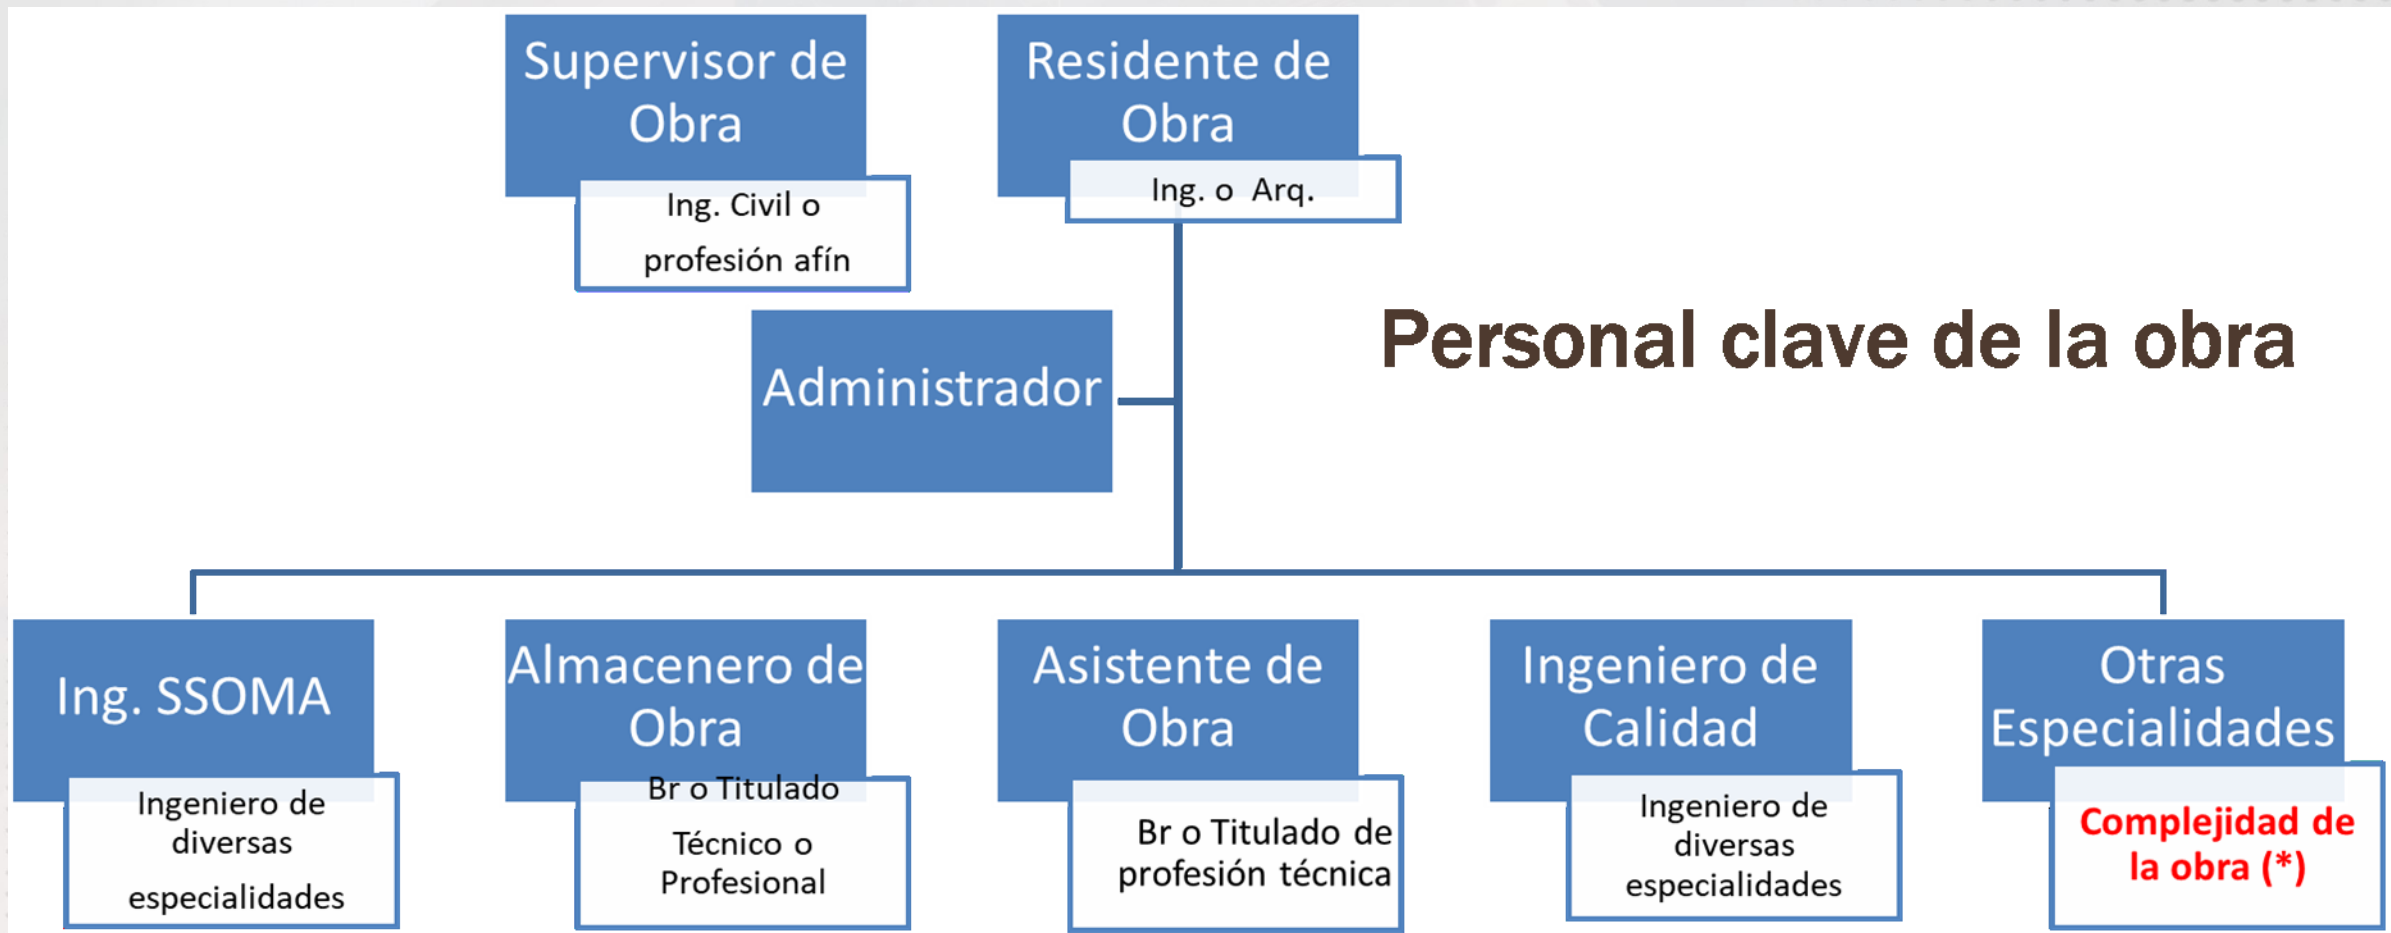 Supervisor de
Obra
Ing. Civil o
profesión afín
Residente de
Obra
Ing. o Arq.
Administrador
Personal clave de la obra
Ing. SSOMA
Ingeniero de
diversas
especialidades
Almacenero de
Obra
Br o Titulado
Técnico o
Profesional
Asistente de
Obra
Br o Titulado de
profesión técnica
Ingeniero de
Calidad
Ingeniero de
diversas
especialidades
Otras
Especialidades
Complejidad de
la obra (*)